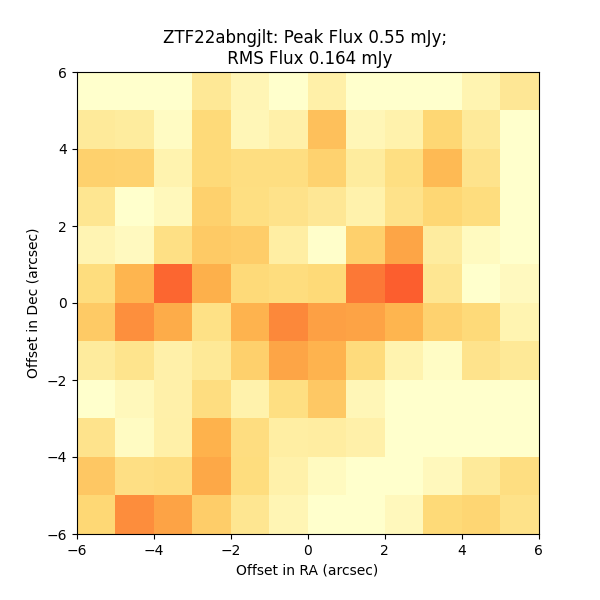 ZTF22abngjlt: Peak Flux 0.55 mJy;
RMS Flux 0.164 mJy
6
4
2
0
−2
−4
−6
Offset in Dec (arcsec)
−6 −4 −2 0 2 4 6
Offset in RA (arcsec)